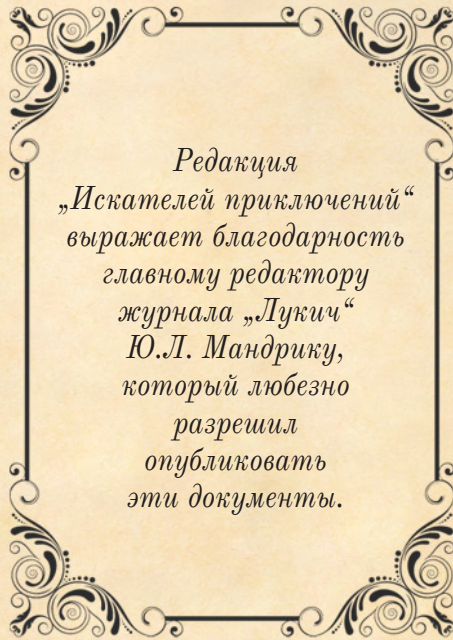 Редакция
„Искателей приключений“
выражает благодарность
главному редактору
журнала „Лукич“
Ю.Л. Мандрику,
который любезно
разрешил
опубликовать
эти документы.